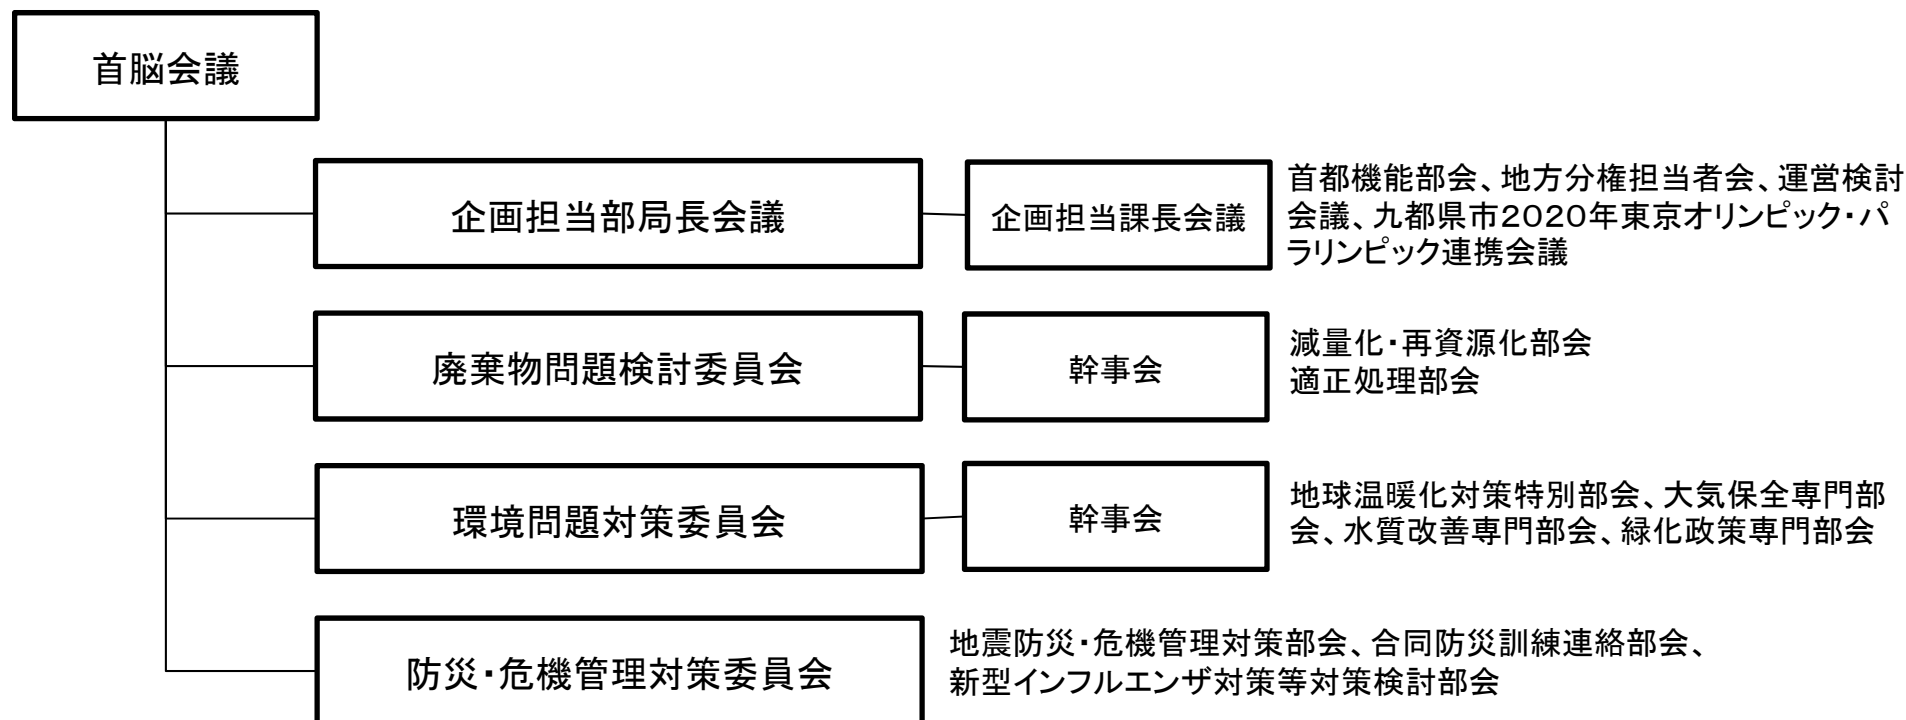 首脳会議
企画担当部局長会議
企画担当課長会議
首都機能部会、地方分権担当者会、運営検討
会議、九都県市2020年東京オリンピック・パ
ラリンピック連携会議
廃棄物問題検討委員会
幹事会
減量化・再資源化部会
適正処理部会
環境問題対策委員会
幹事会
地球温暖化対策特別部会、大気保全専門部
会、水質改善専門部会、緑化政策専門部会
防災・危機管理対策委員会
地震防災・危機管理対策部会、合同防災訓練連絡部会、
新型インフルエンザ対策等対策検討部会